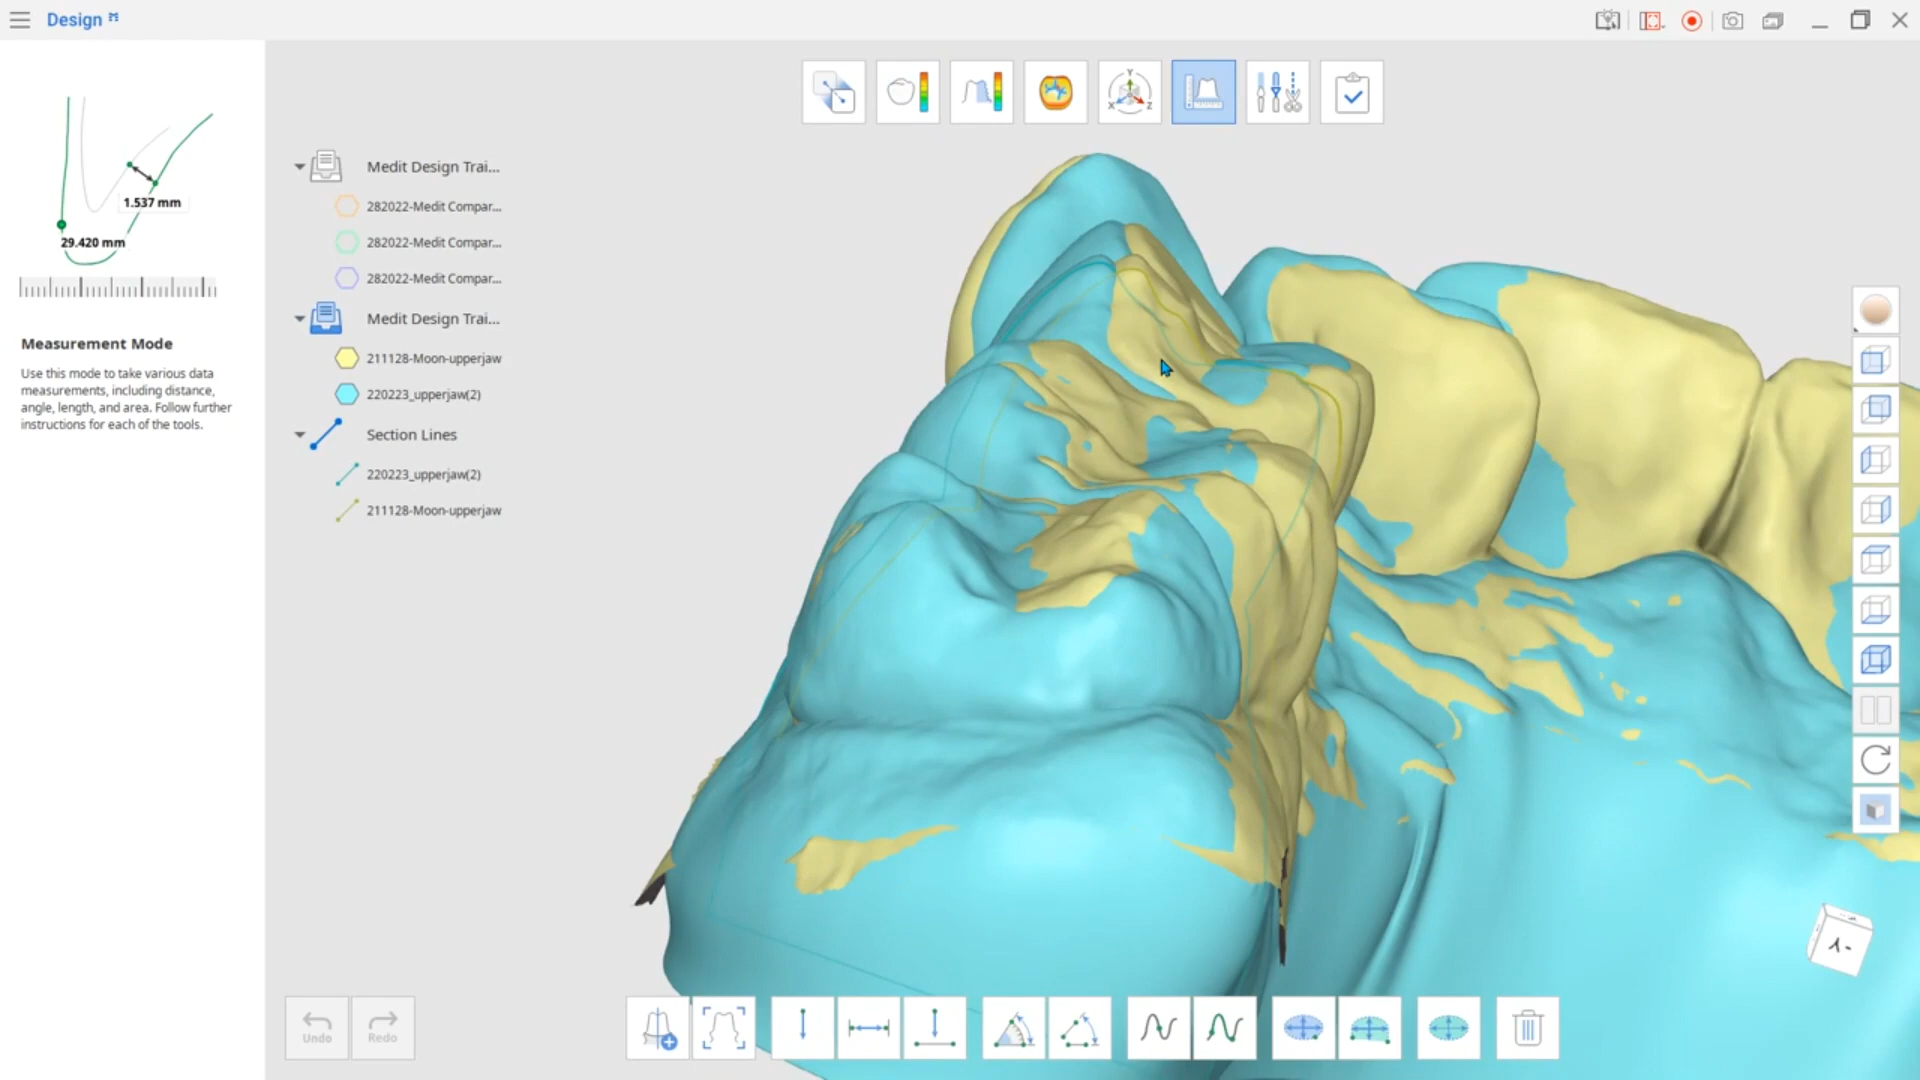 Design
1.537 mm
29.420 mm
Measurement Mode
Use this mode to take various data
measurements, including distance,
angle, length, and area. Follow further
instructions for each of the tools.
Medit Design Trai...
282022-Medit Compar...
282022-Medit Compar...
282022-Medit Compar...
Medit Design Trai...
211128-Moon-upperjaw
220223_upperjaw(2)
Section Lines
220223_upperjaw(2)
211128-Moon-upperjaw
Y
X
Z
Undo
Redo
-Y